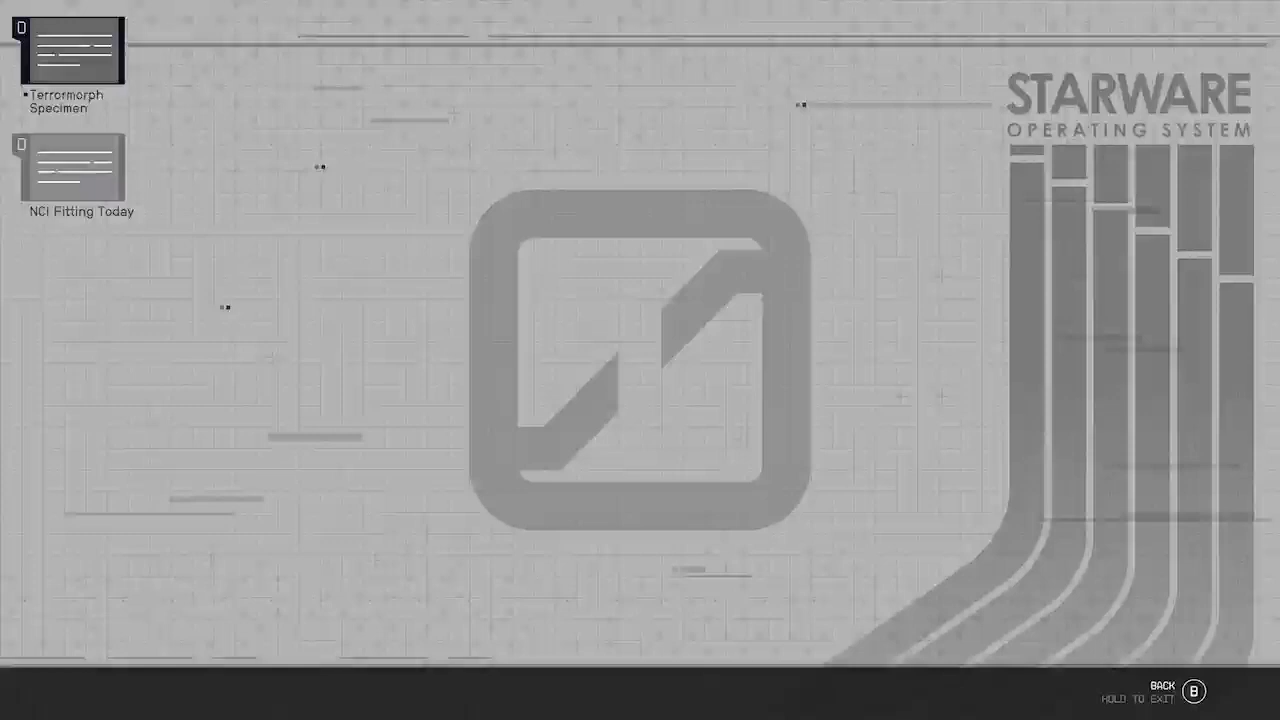 Terrormorph
Specimen
NCI Fitting Today
STARWARE
OPERATING SYSTEM
BACK
HOLD TO EXIT
B